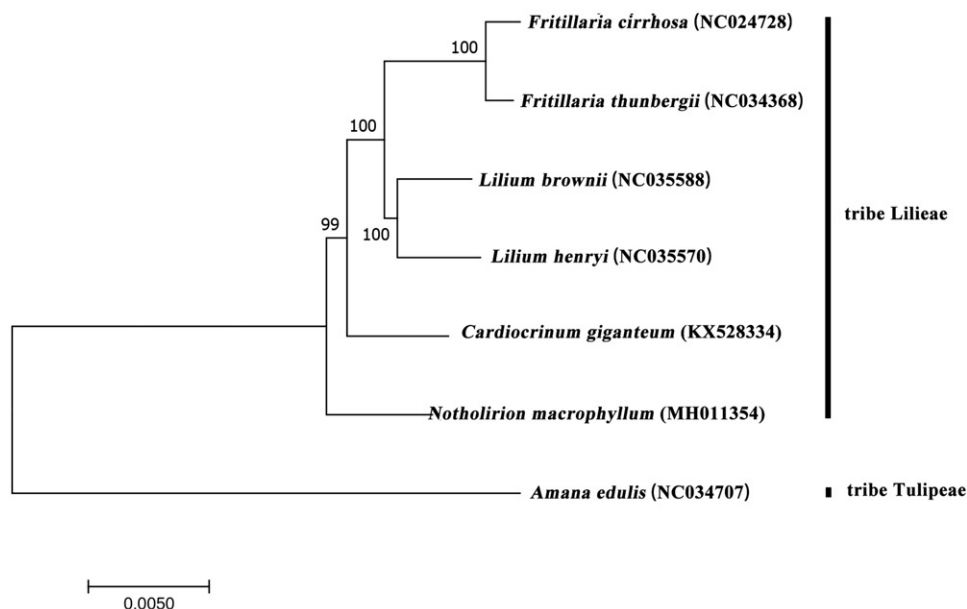 Fritillaria cirrhosa (NC024728)
100
Fritillaria thunbergii (NC034368)
100
Lilium brownii (NC035588)
tribe Lilieae
99
100
Lilium henryi (NC035570)
Cardiocrinum giganteum (KX528334)
Notholirion macrophyllum (MH011354)
Amana edulis (NC034707)
tribe Tulipeae
0.0050